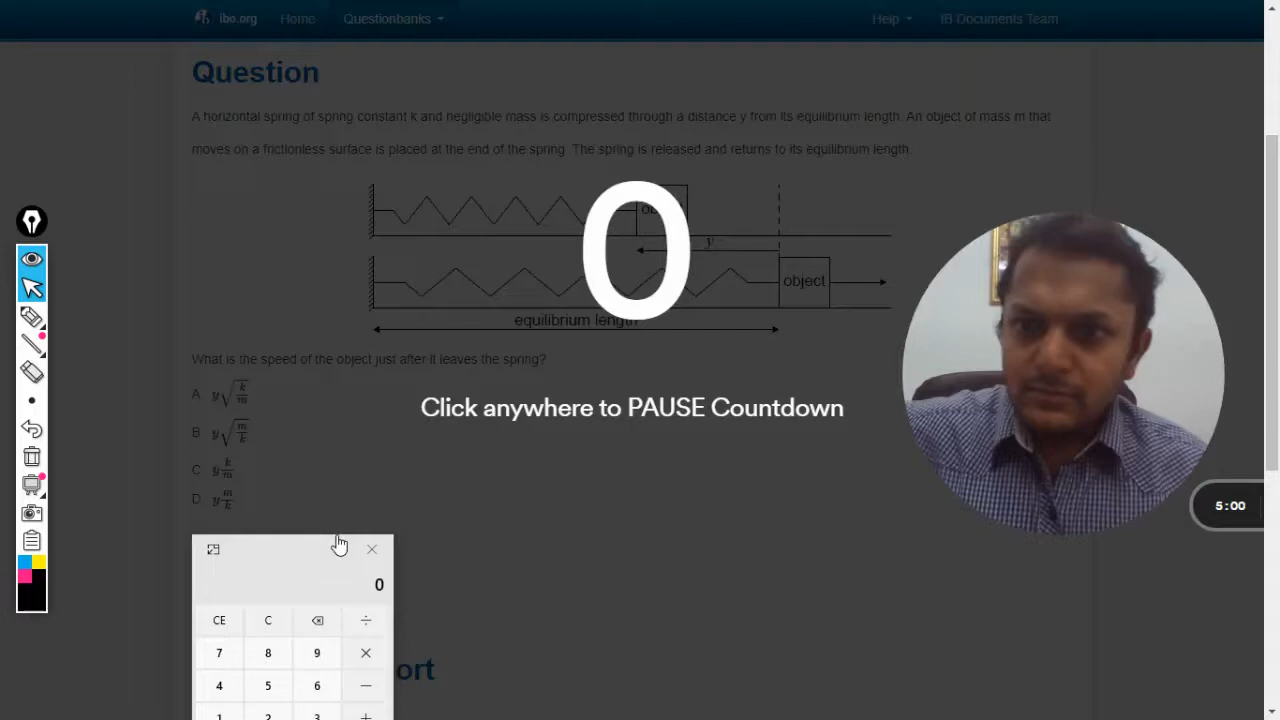 ibo.org Home Questionbanks Help IB Documents Team
Question
A horizontal spring of spring constant k and negligible mass is compressed through a distance y from its equilibrium length. An object of mass m that
moves on a frictionless surface is placed at the end of the spring. The spring is released and returns to its equilibrium length.
0
y
object
equilibrium length
What is the speed of the object just after it leaves the spring?
A. y√(k/m)
B. y√(m/k)
C. y k/m
D. y m/k
Click anywhere to PAUSE Countdown
5:00
0
CE C ÷
7 8 9 ×
ort
4 5 6 −
1 2 3 +